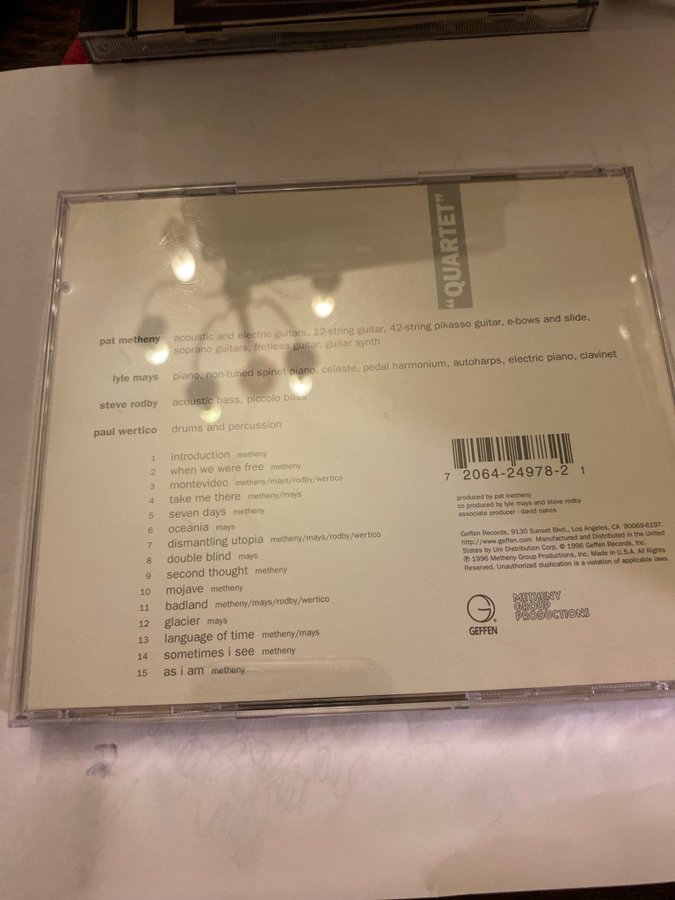 "QUARTET"
pat metheny acoustic and electric guitars, 12-string guitar, 42-string pikasso guitar, e-bows and slide,
soprano guitars, fretless guitar, guitar synth
lyle mays piano, non-tuned spinet piano, celeste, pedal harmonium, autoharps, electric piano, clavinet
steve rodby acoustic bass, piccolo bass
paul wertico drums and percussion
1 introduction metheny
2 when we were free metheny
3 montevideo metheny/mays/rodby/wertico
4 take me there metheny/mays
5 seven days metheny
6 oceania mays
7 dismantling utopia metheny/mays/rodby/wertico
8 double blind mays
9 second thought metheny
10 mojave metheny
11 badland metheny/mays/rodby/wertico
12 glacier mays
13 language of time metheny/mays
14 sometimes i see metheny
15 as i am metheny
7 2064-24978-2 1
produced by pat metheny
co produced by lyle mays and steve rodby
associate producer - david oakes
Geffen Records, 9130 Sunset Blvd., Los Angeles, CA 90069-6197.
http://www.geffen.com Manufactured and Distributed in the United
States by Uni Distribution Corp. © 1996 Geffen Records, Inc.
℗ 1996 Metheny Group Productions, Inc. Made in U.S.A. All Rights
Reserved. Unauthorized duplication is a violation of applicable laws.
GEFFEN
METHENY
GROUP
PRODUCTIONS